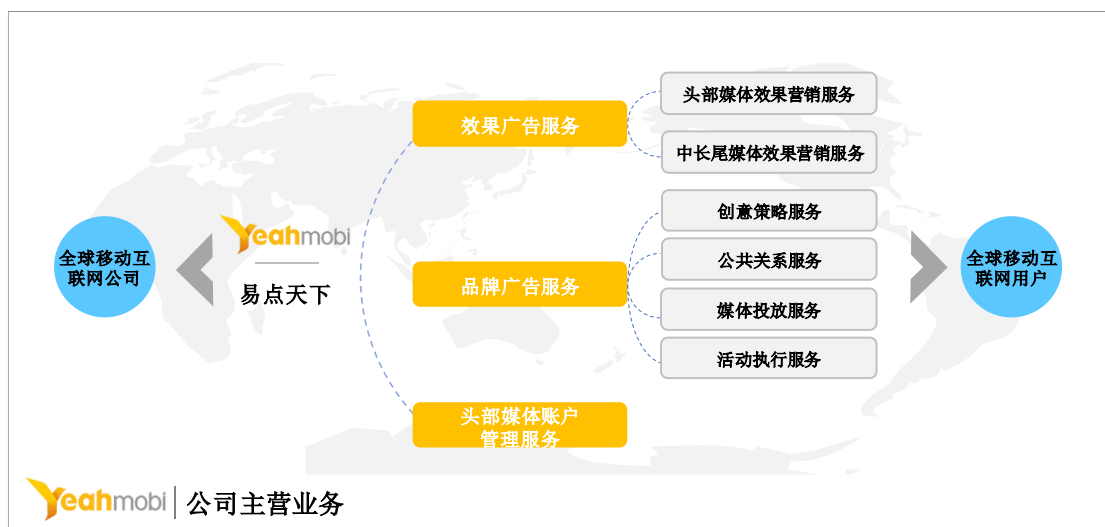 效果广告服务
头部媒体效果营销服务
中长尾媒体效果营销服务
全球移动互
联网公司
Yeahmobi
易点天下
品牌广告服务
创意策略服务
公共关系服务
媒体投放服务
活动执行服务
全球移动互
联网用户
头部媒体账户
管理服务
Yeahmobi
公司主营业务